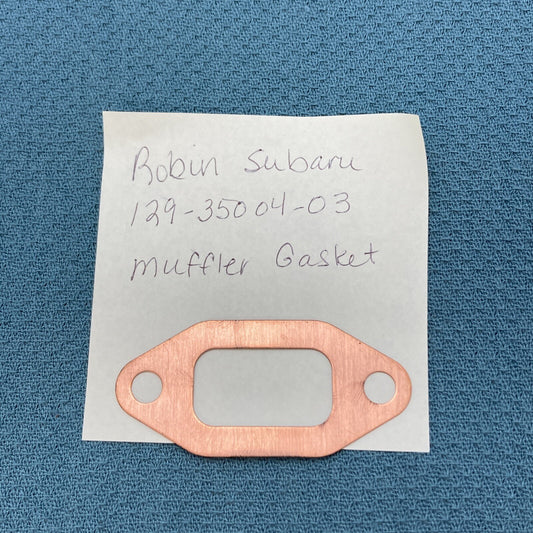 Robin Subaru
129-35004-03
Muffler Gasket